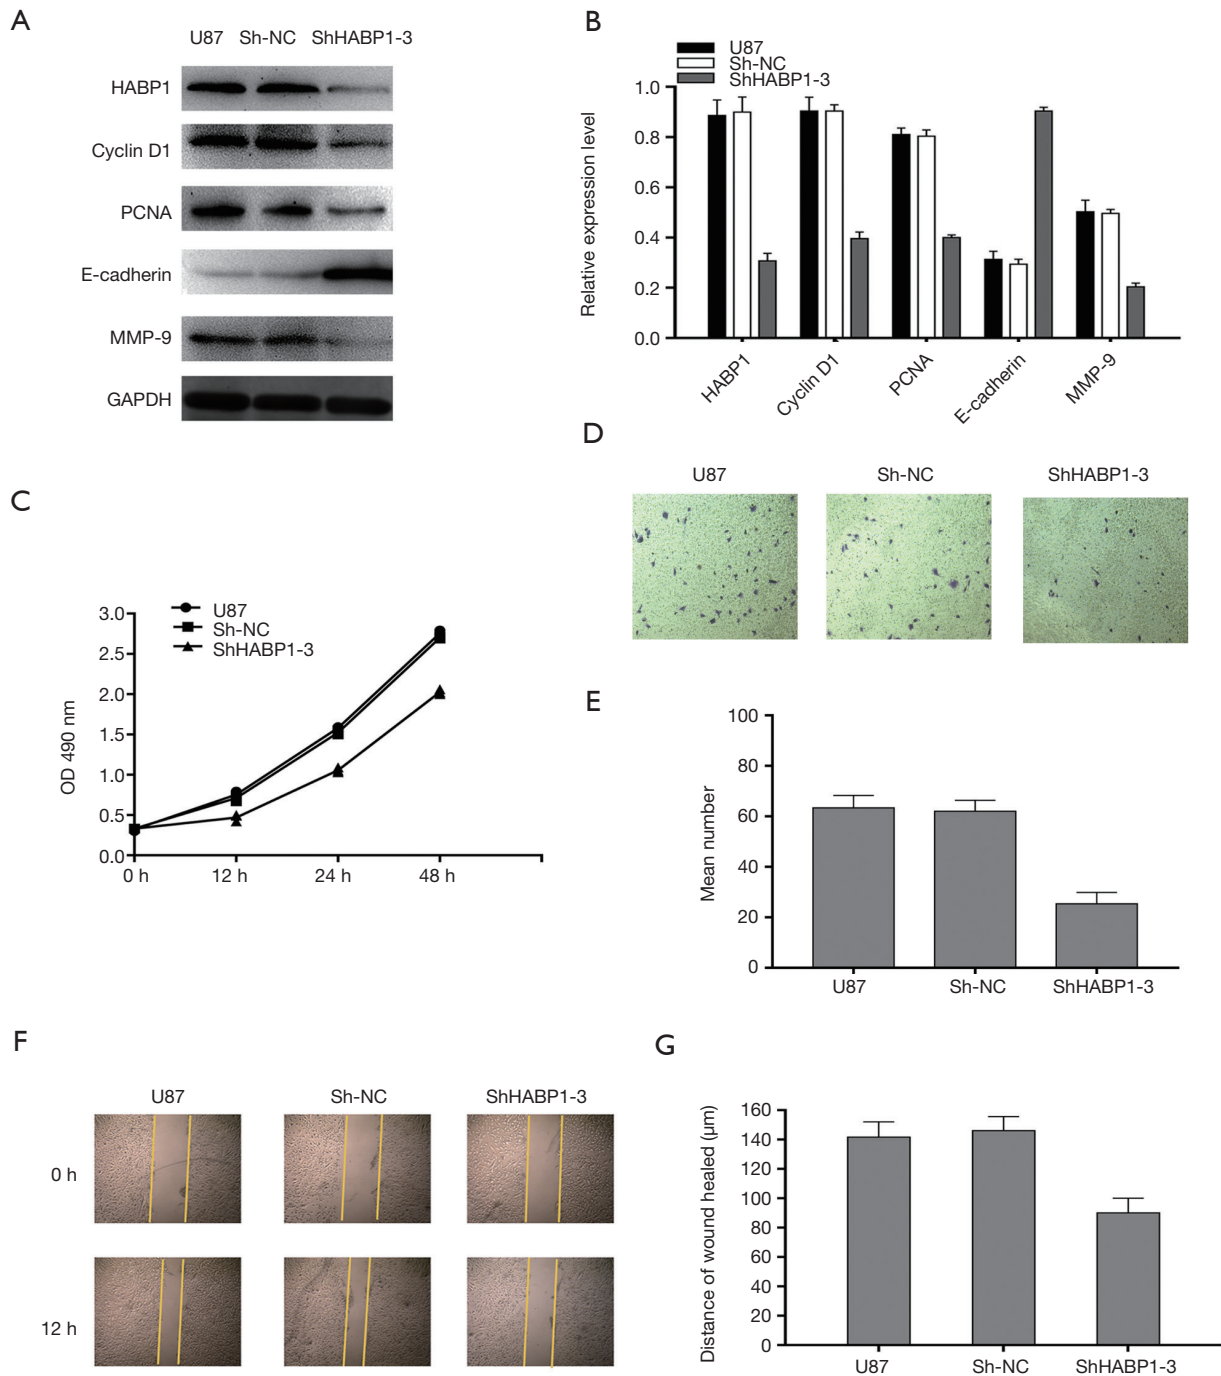 A
U87 Sh-NC ShHABP1-3
HABP1
Cyclin D1
PCNA
E-cadherin
MMP-9
GAPDH
B
U87
Sh-NC
ShHABP1-3
Relative expression level
1.0
0.8
0.6
0.4
0.2
0.0
HABP1
Cyclin D1
PCNA
E-cadherin
MMP-9
C
U87
Sh-NC
ShHABP1-3
OD 490 nm
3.0
2.5
2.0
1.5
1.0
0.5
0.0
0 h 12 h 24 h 48 h
D
U87 Sh-NC ShHABP1-3
E
Mean number
100
80
60
40
20
0
U87 Sh-NC ShHABP1-3
F
U87 Sh-NC ShHABP1-3
0 h
12 h
G
Distance of wound healed (µm)
160
140
120
100
80
60
40
20
0
U87 Sh-NC ShHABP1-3